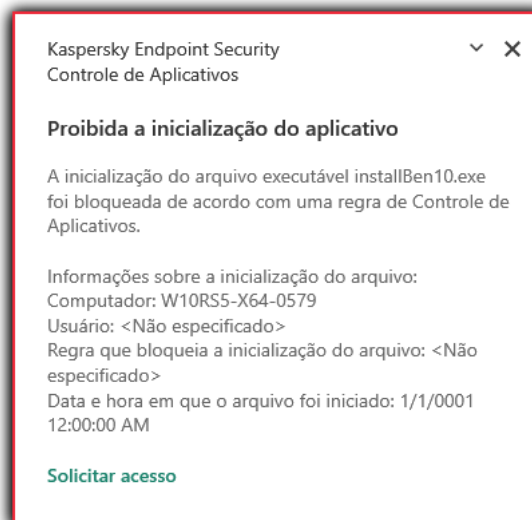 Kaspersky Endpoint Security
Controle de Aplicativos
Proibida a inicialização do aplicativo
A inicialização do arquivo executável installBen10.exe
foi bloqueada de acordo com uma regra de Controle de
Aplicativos.
Informações sobre a inicialização do arquivo:
Computador: W10RS5-X64-0579
Usuário: <Não especificado>
Regra que bloqueia a inicialização do arquivo: <Não
especificado>
Data e hora em que o arquivo foi iniciado: 1/1/0001
12:00:00 AM
Solicitar acesso